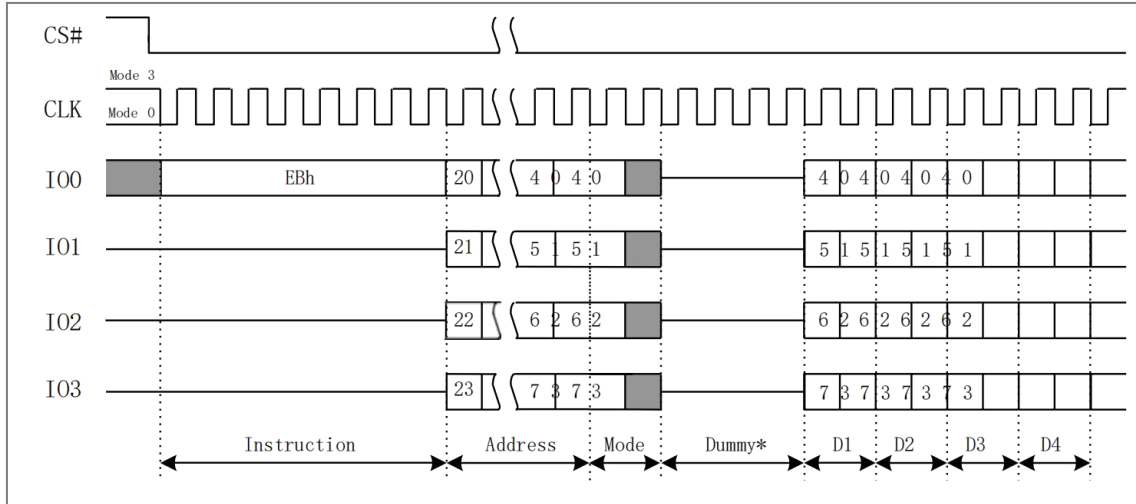 CS#
Mode 3
CLK Mode 0
IO0 EBh 20 4 0 4 0 4 0 4 0 4 0 4 0
IO1 21 5 1 5 1 5 1 5 1 5 1 5 1
IO2 22 6 2 6 2 6 2 6 2 6 2 6 2
IO3 23 7 3 7 3 7 3 7 3 7 3 7 3
Instruction Address Mode Dummy* D1 D2 D3 D4